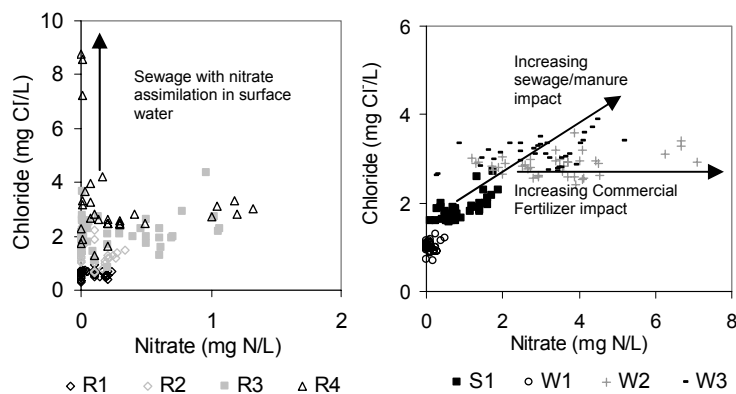 Chloride (mg Cl⁻/L)
10
8
6
4
2
0
0
1
2
Sewage with nitrate
assimilation in surface
water
Nitrate (mg N/L)
◇ R1 ◇ R2 ■ R3 △ R4
Chloride (mg Cl⁻/L)
6
4
2
0
0
2
4
6
8
Increasing
sewage/manure
impact
Increasing Commercial
Fertilizer impact
Nitrate (mg N/L)
■ S1 ○ W1 + W2 - W3